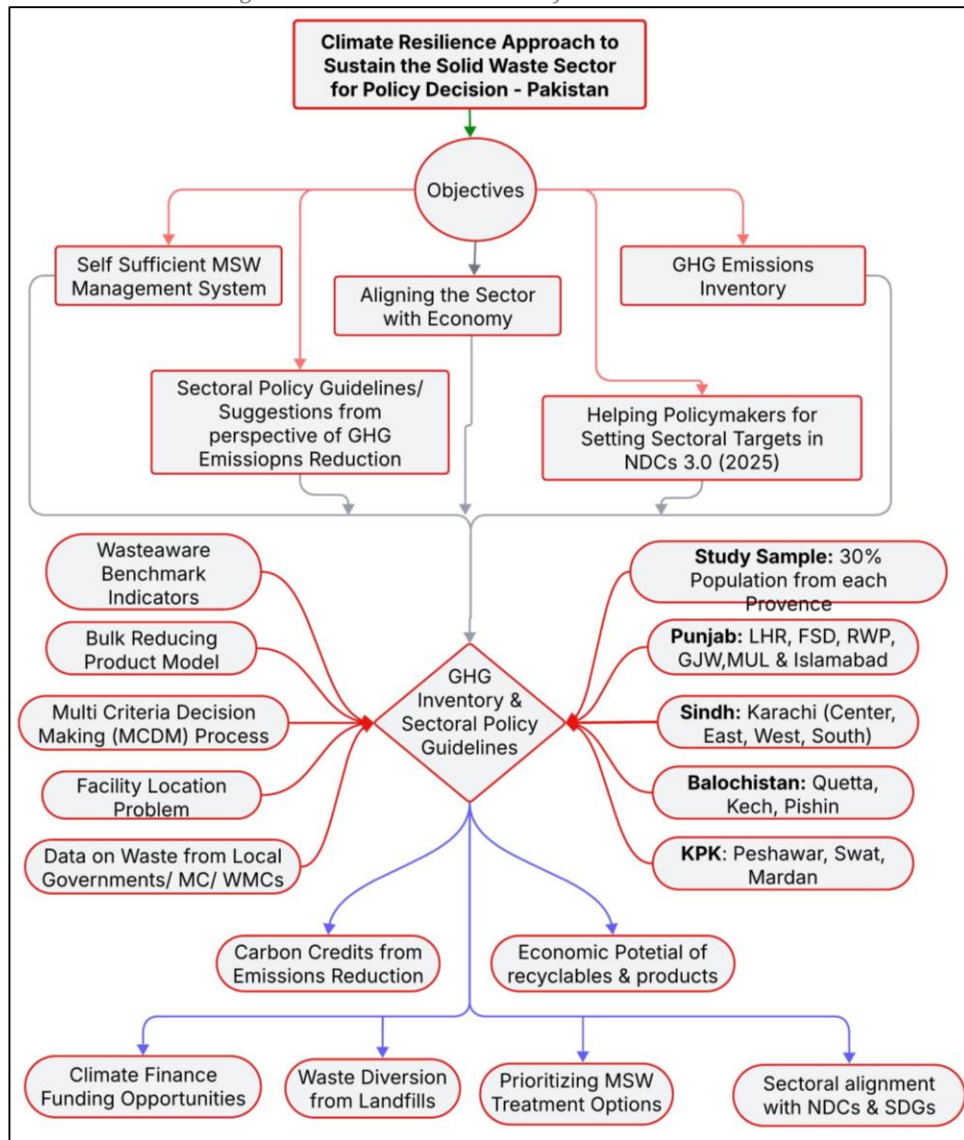 Climate Resilience Approach to
Sustain the Solid Waste Sector
for Policy Decision - Pakistan
Objectives
Self Sufficient MSW
Management System
Aligning the Sector
with Economy
GHG Emissions
Inventory
Sectoral Policy Guidelines/
Suggestions from
perspective of GHG
Emissiopns Reduction
Helping Policymakers for
Setting Sectoral Targets in
NDCs 3.0 (2025)
Wasteaware
Benchmark
Indicators
Bulk Reducing
Product Model
Multi Criteria Decision
Making (MCDM) Process
Facility Location
Problem
Data on Waste from Local
Governments/ MC/ WMCs
GHG
Inventory &
Sectoral Policy
Guidelines
Study Sample: 30%
Population from each
Provence
Punjab: LHR, FSD, RWP,
GJW,MUL & Islamabad
Sindh: Karachi (Center,
East, West, South)
Balochistan: Quetta,
Kech, Pishin
KPK: Peshawar, Swat,
Mardan
Carbon Credits from
Emissions Reduction
Economic Potetial of
recyclables & products
Climate Finance
Funding Opportunities
Waste Diversion
from Landfills
Prioritizing MSW
Treatment Options
Sectoral alignment
with NDCs & SDGs